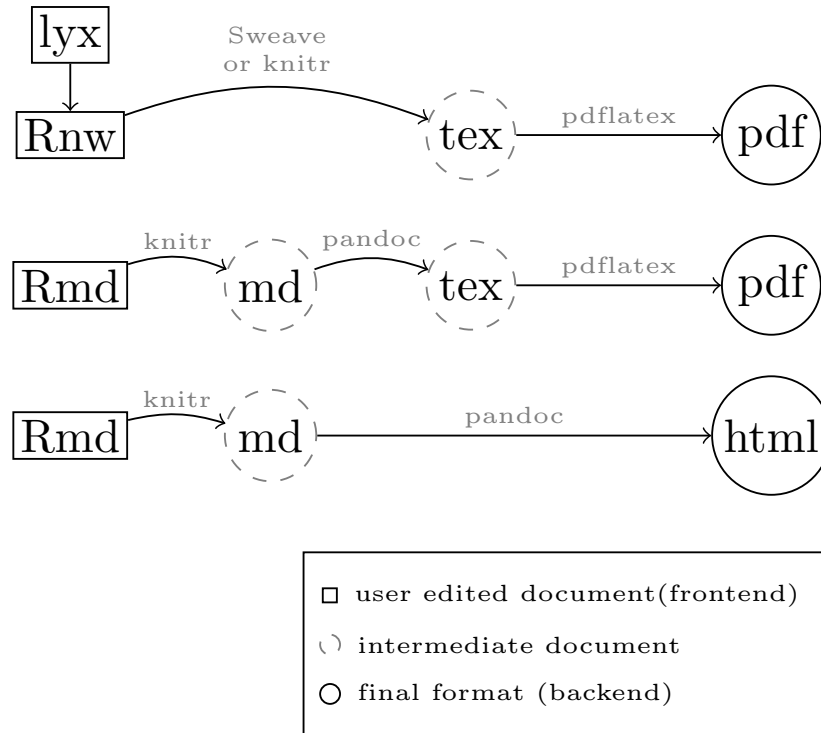 lyx
Sweave
or knitr
Rnw
tex
pdflatex
pdf
knitr
pandoc
Rmd
md
tex
pdflatex
pdf
knitr
Rmd
md
pandoc
html
user edited document(frontend)
intermediate document
final format (backend)